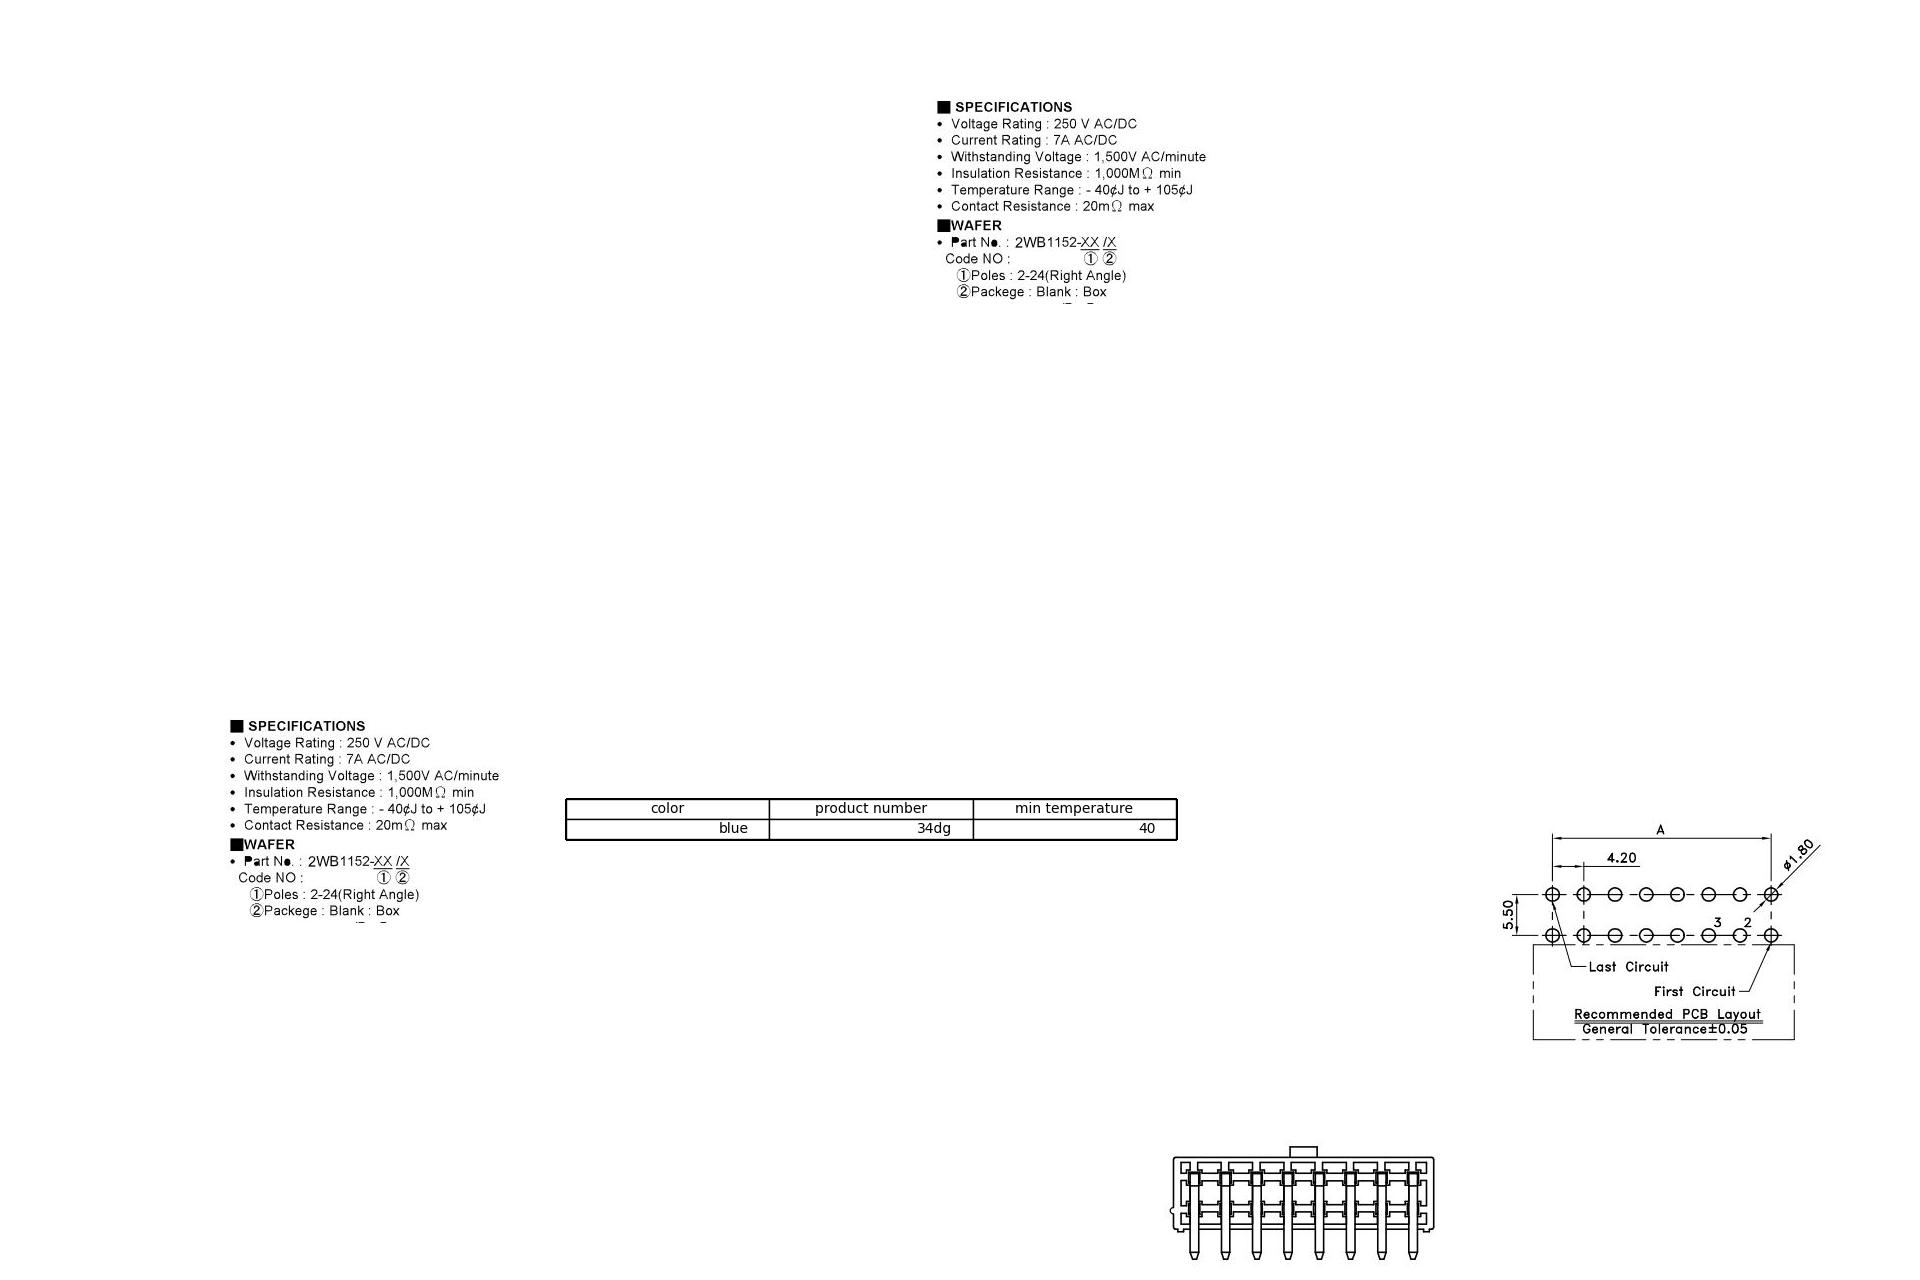 ■ SPECIFICATIONS
• Voltage Rating : 250 V AC/DC
• Current Rating : 7A AC/DC
• Withstanding Voltage : 1,500V AC/minute
• Insulation Resistance : 1,000MΩ min
• Temperature Range : - 40¢J to + 105¢J
• Contact Resistance : 20mΩ max
■WAFER
• Part No. : 2WB1152-XX /X
Code NO : ① ②
①Poles : 2-24(Right Angle)
②Packege : Blank : Box
■ SPECIFICATIONS
• Voltage Rating : 250 V AC/DC
• Current Rating : 7A AC/DC
• Withstanding Voltage : 1,500V AC/minute
• Insulation Resistance : 1,000MΩ min
• Temperature Range : - 40¢J to + 105¢J
• Contact Resistance : 20mΩ max
■WAFER
• Part No. : 2WB1152-XX /X
Code NO : ① ②
①Poles : 2-24(Right Angle)
②Packege : Blank : Box
color product number min temperature
blue 34dg 40
A
4.20
ø1.80
5.50
3 2
Last Circuit
First Circuit
Recommended PCB Layout
General Tolerance±0.05